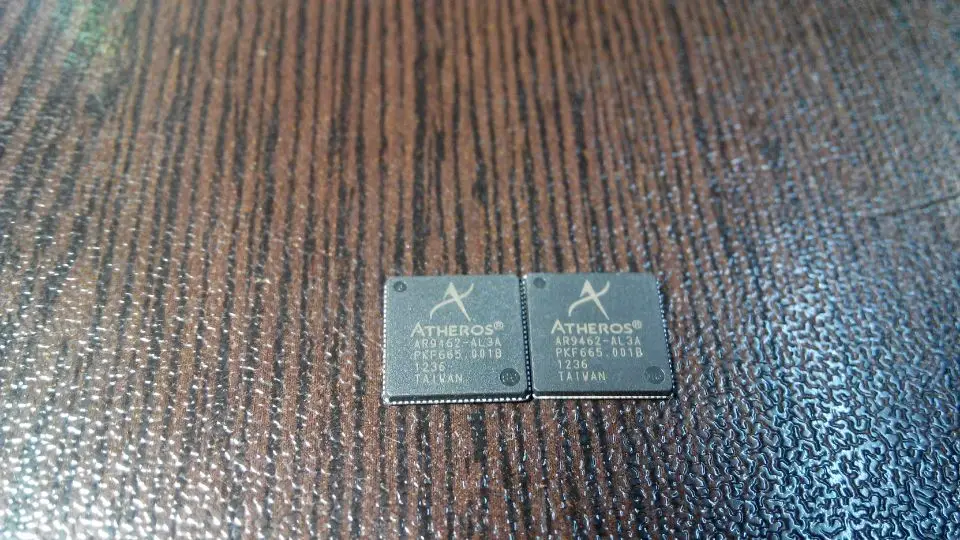 ATHEROS®
AR9462-AL3A
PKF665.001B
1236
TAIWAN
ATHEROS®
AR9462-AL3A
PKF665.001B
1236
TAIWAN